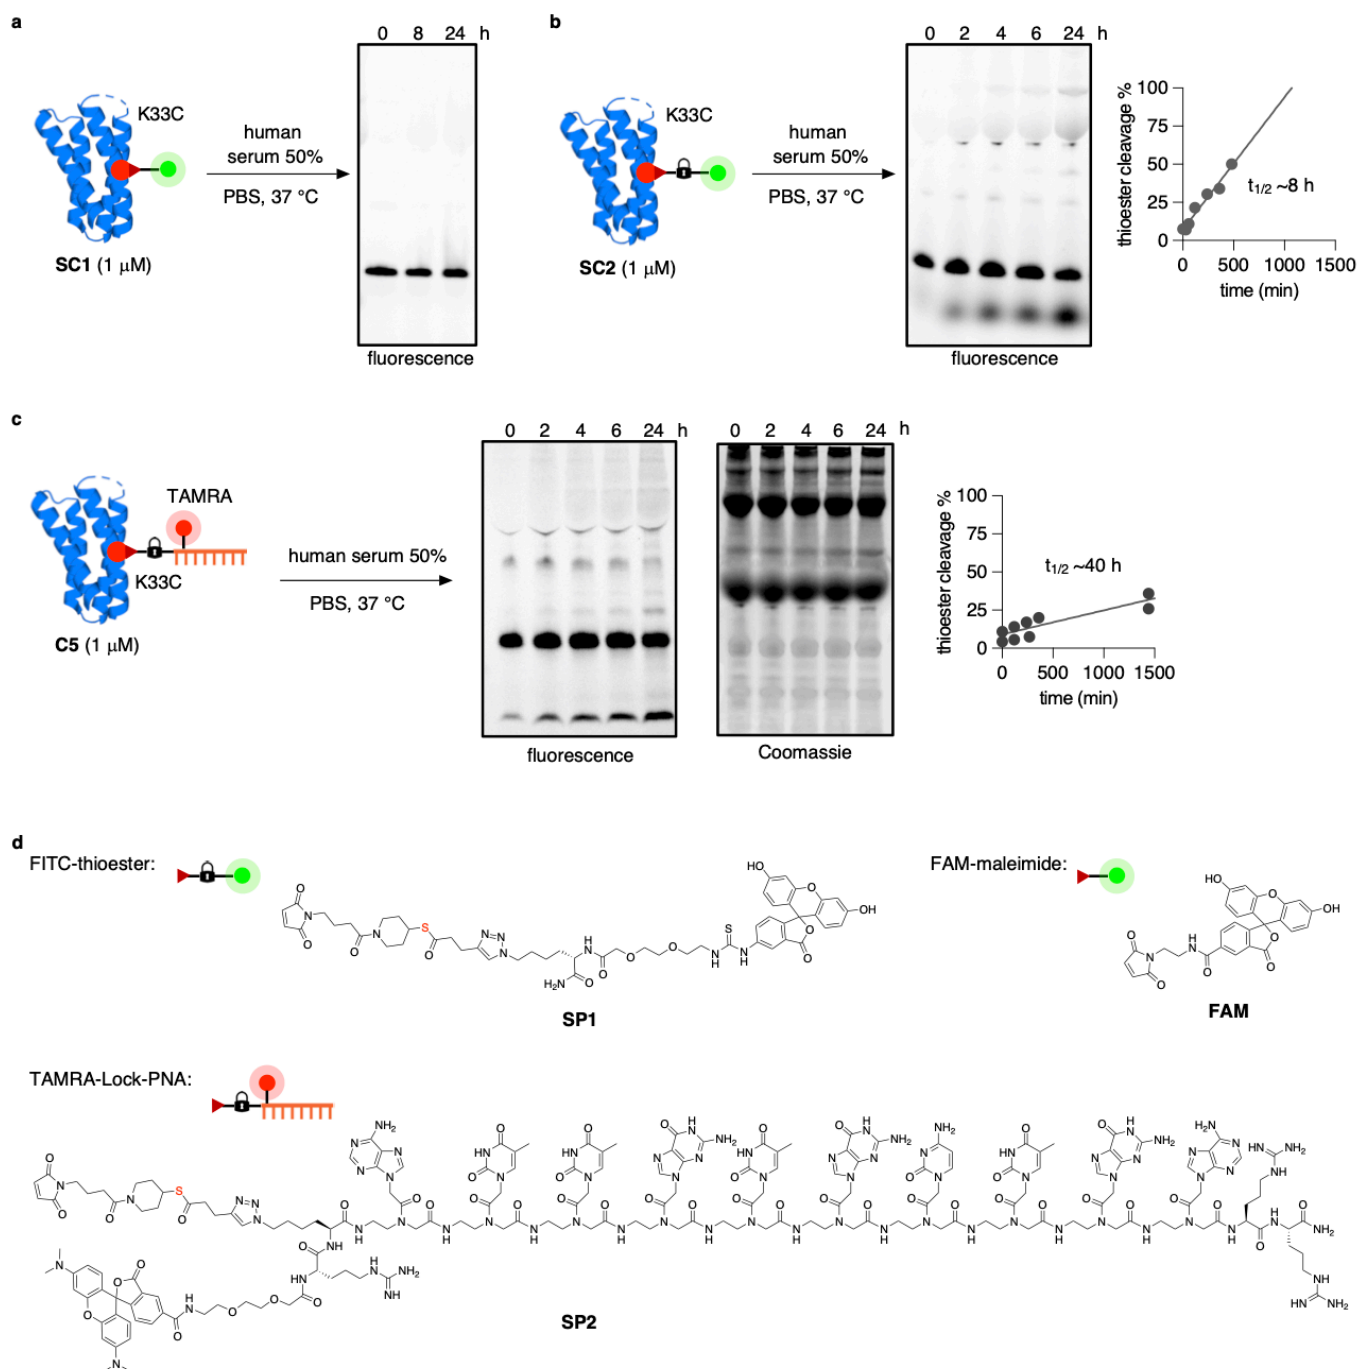 a
0 8 24 h
K33C
human
serum 50%
PBS, 37 °C
SC1 (1 μM)
fluorescence
b
0 2 4 6 24 h
K33C
human
serum 50%
PBS, 37 °C
SC2 (1 μM)
fluorescence
thioester cleavage %
100
75
50
25
0
t1/2 ~8 h
0 500 1000 1500
time (min)
c
TAMRA
K33C
C5 (1 μM)
human serum 50%
PBS, 37 °C
0 2 4 6 24 h
fluorescence
0 2 4 6 24 h
Coomassie
thioester cleavage %
100
75
50
25
0
t1/2 ~40 h
0 500 1000 1500
time (min)
d
FITC-thioester:
SP1
FAM-maleimide:
FAM
TAMRA-Lock-PNA:
SP2